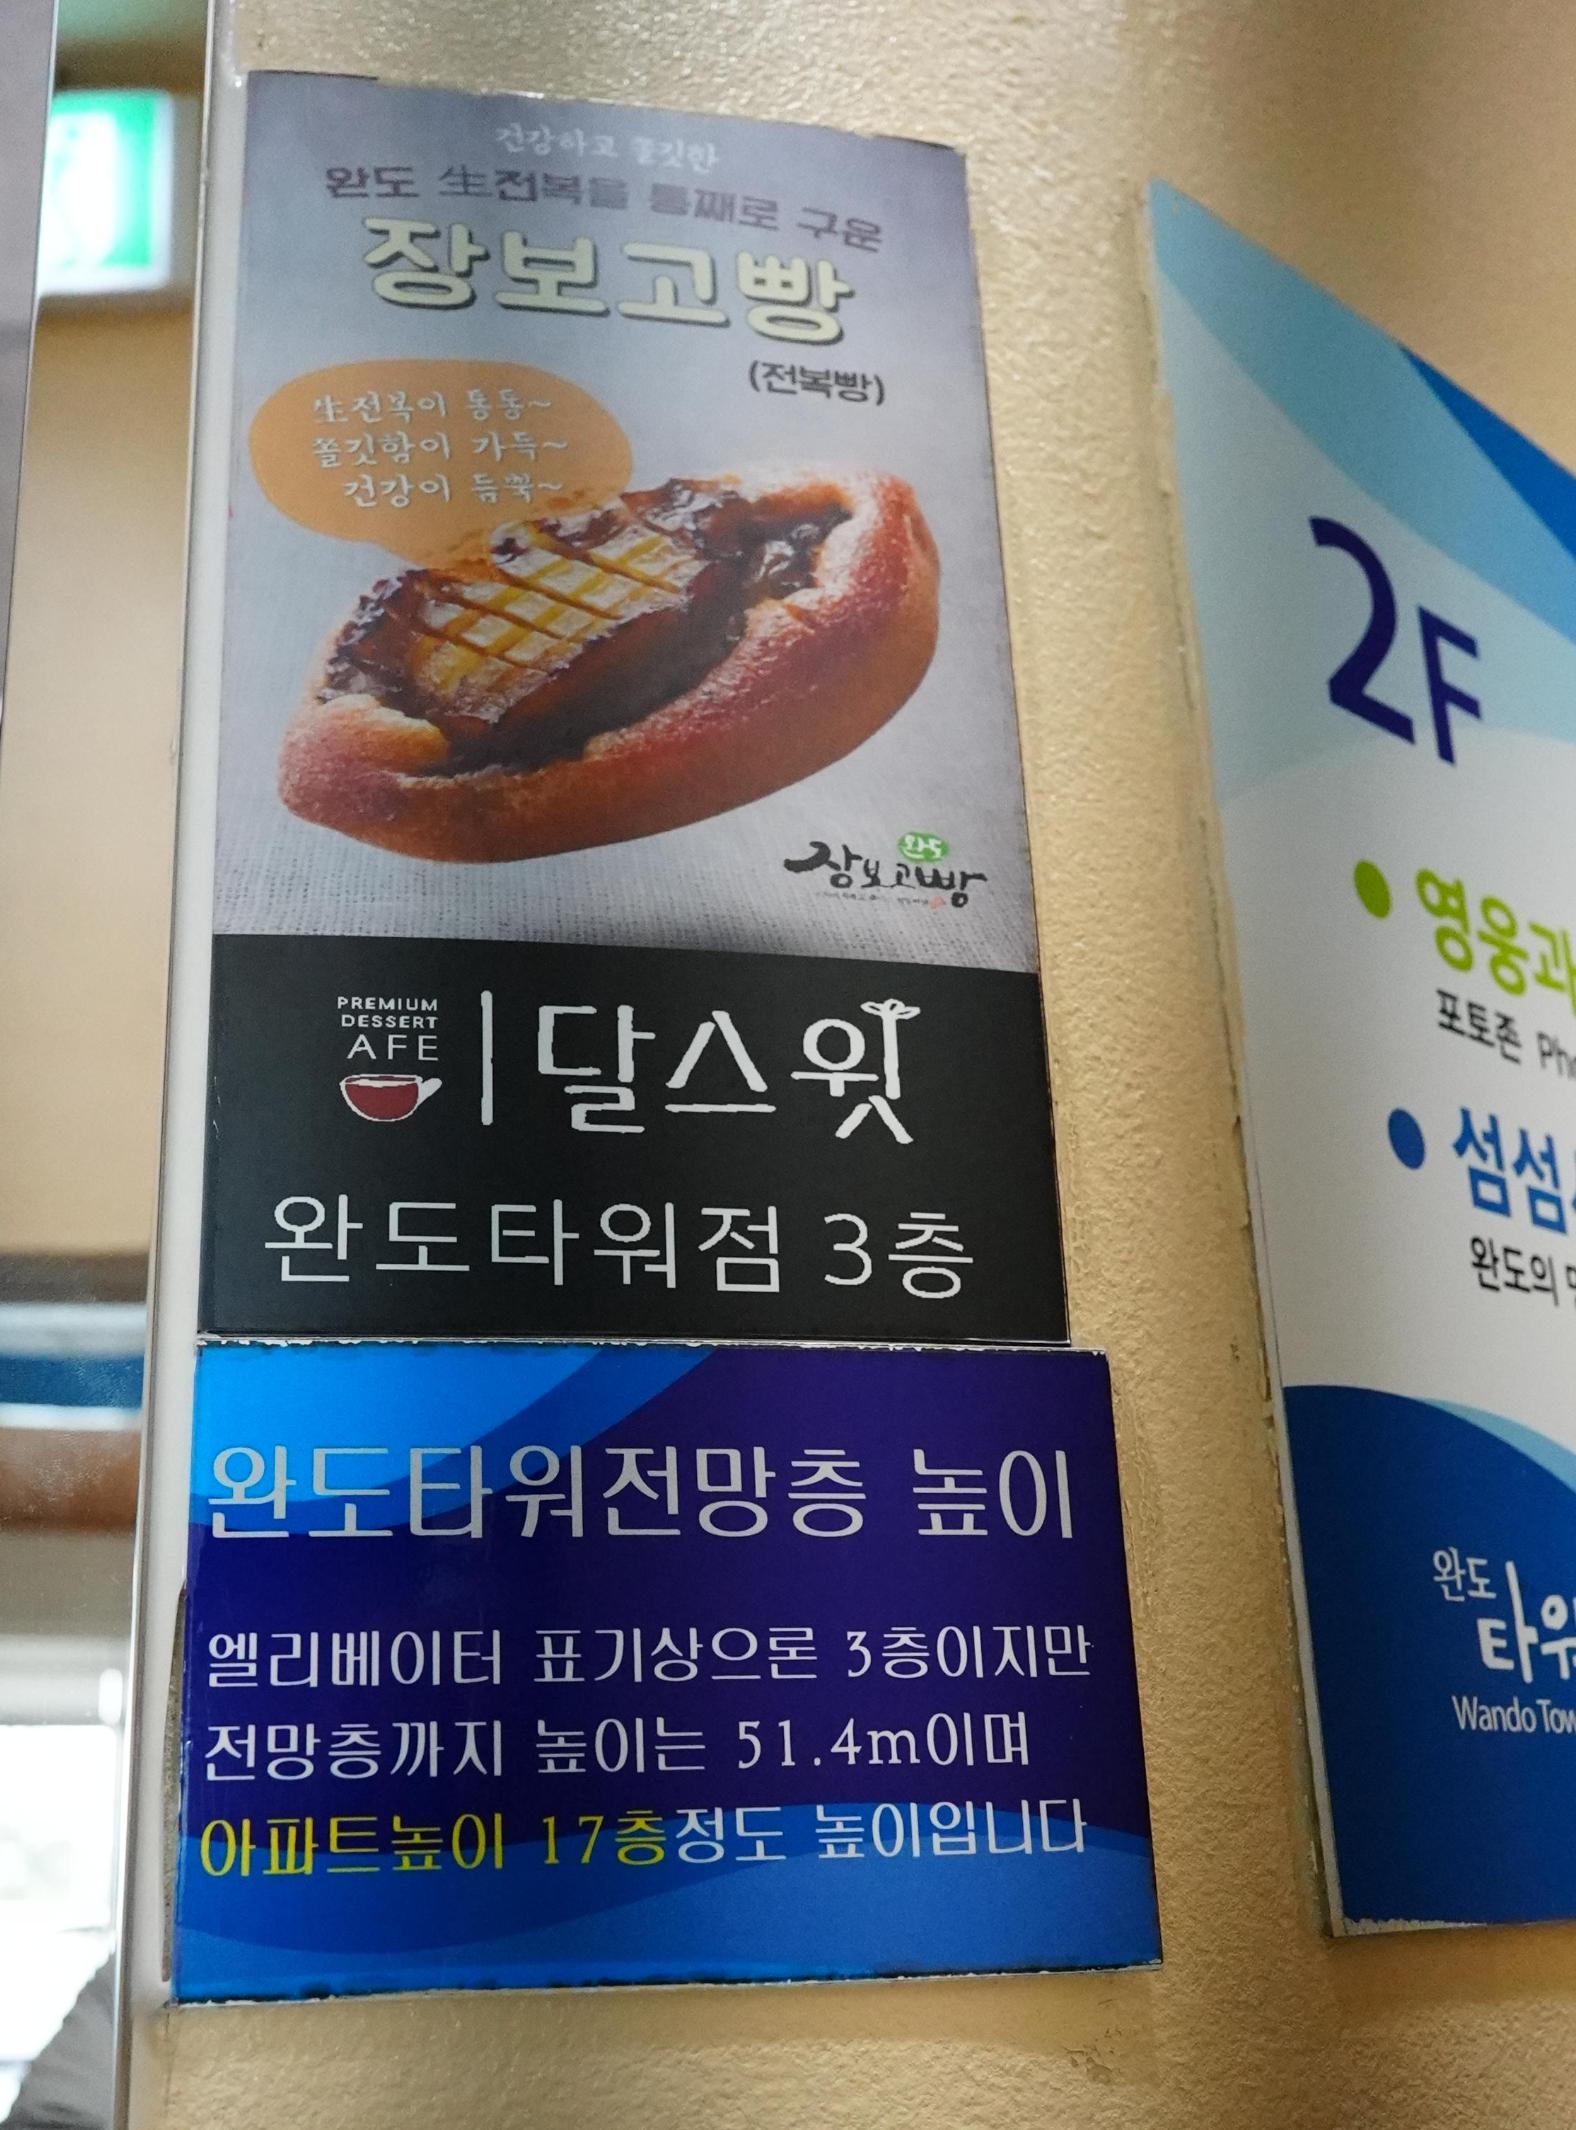 건강하고 쫄깃한
완도 生전복을 통째로 구운
장보고빵
(전복빵)
生전복이 통통~
쫄깃함이 가득~
건강이 듬뿍~
완도
장보고빵
PREMIUM
DESSERT
AFE
달스윗
완도타워점 3층
완도타워전망층 높이
엘리베이터 표기상으론 3층이지만
전망층까지 높이는 51.4m이며
아파트높이 17층정도 높이입니다
2F
영웅과
포토존
섬섬
완도의
완도
타워
Wando Tow